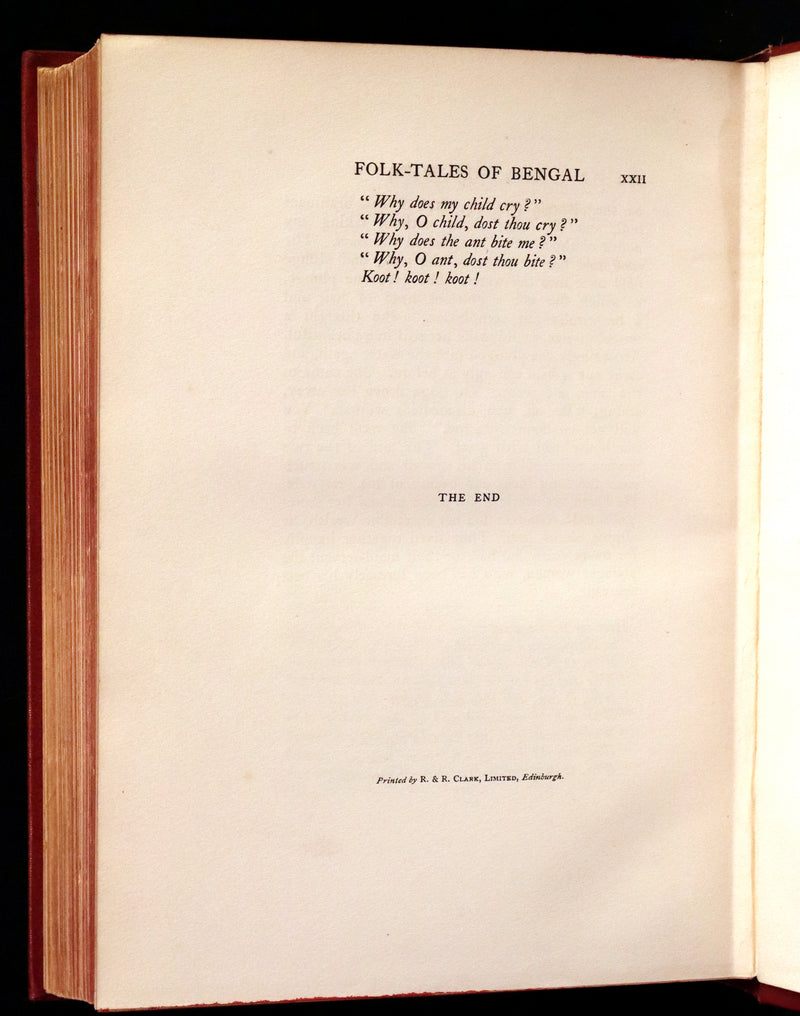 FOLK-TALES OF BENGAL XXII
“ Why does my child cry ? ”
“ Why, O child, dost thou cry ? ”
“ Why does the ant bite me ? ”
“ Why, O ant, dost thou bite ? ”
Koot ! koot ! koot !
THE END
Printed by R. & R. CLARK, LIMITED, Edinburgh.